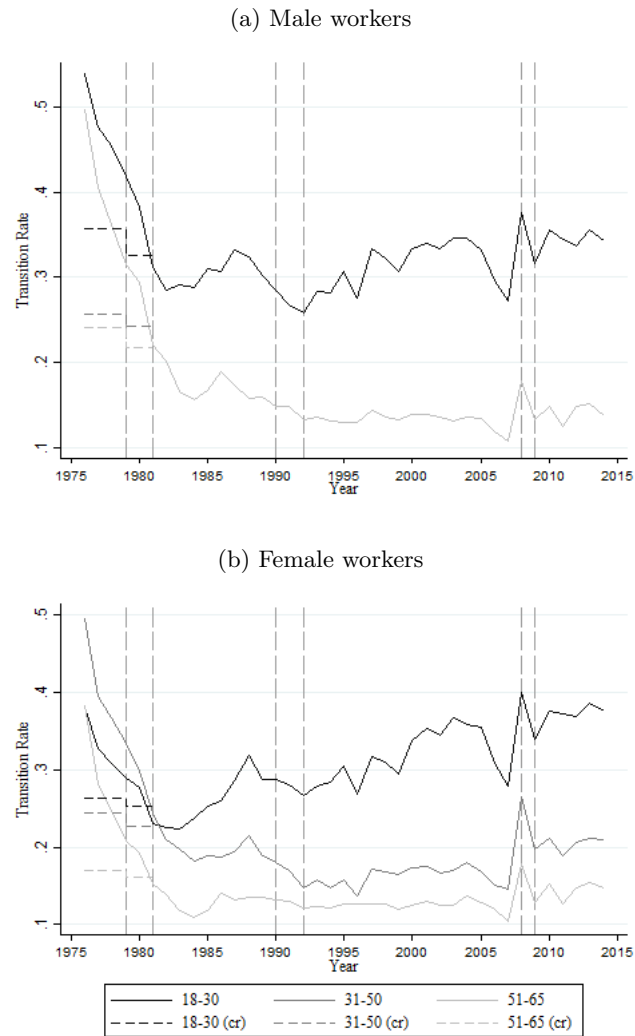 (a) Male workers
.5
.4
.3
.2
.1
Transition Rate
1975 1980 1985 1990 1995 2000 2005 2010 2015
Year
(b) Female workers
.5
.4
.3
.2
.1
Transition Rate
1975 1980 1985 1990 1995 2000 2005 2010 2015
Year
18-30 31-50 51-65
18-30 (cr) 31-50 (cr) 51-65 (cr)